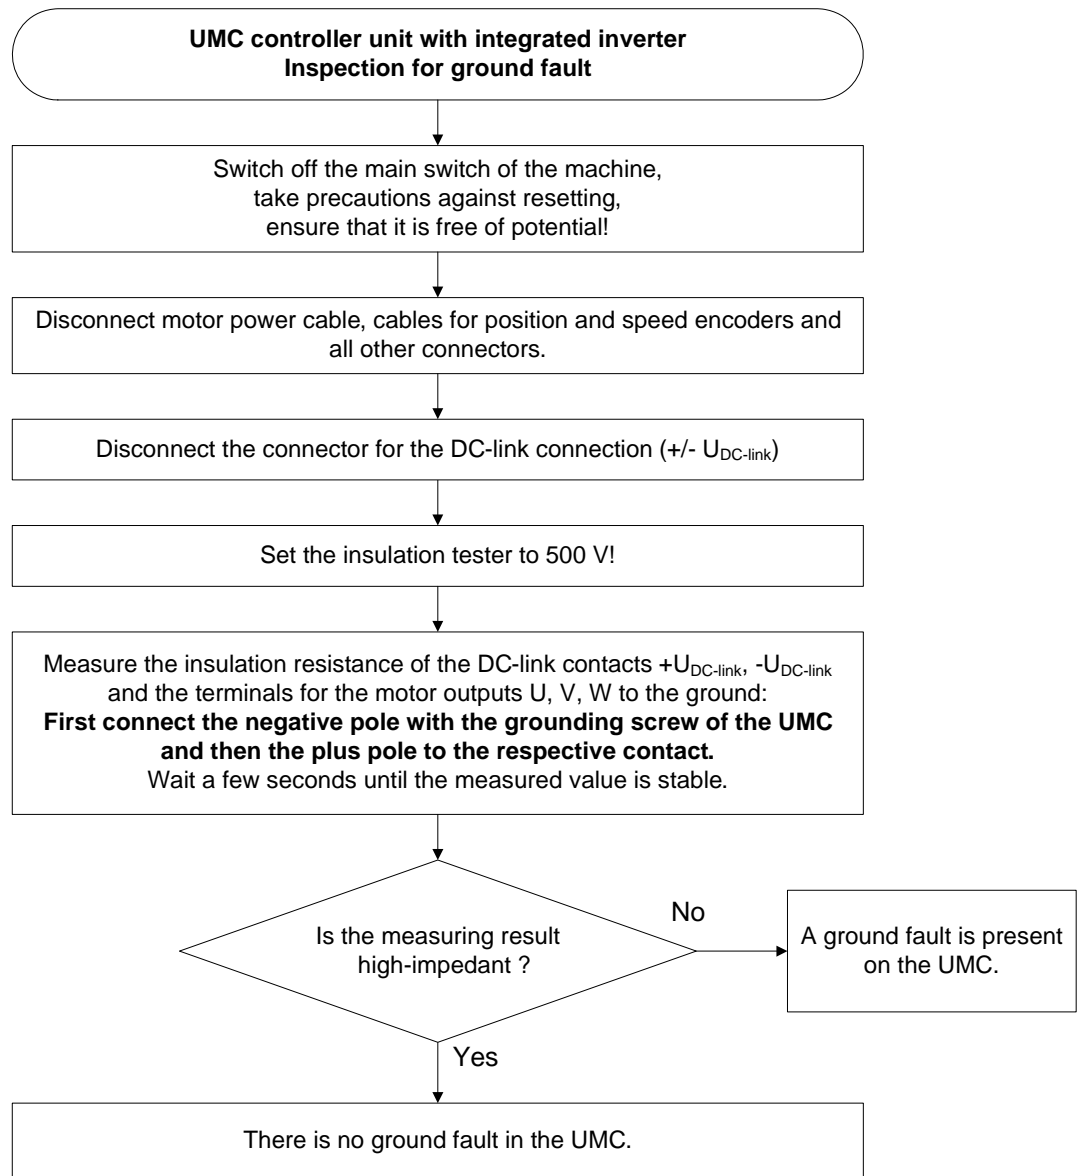 UMC controller unit with integrated inverter
Inspection for ground fault
Switch off the main switch of the machine,
take precautions against resetting,
ensure that it is free of potential!
Disconnect motor power cable, cables for position and speed encoders and
all other connectors.
Disconnect the connector for the DC-link connection (+/- UDC-link)
Set the insulation tester to 500 V!
Measure the insulation resistance of the DC-link contacts +UDC-link, -UDC-link
and the terminals for the motor outputs U, V, W to the ground:
First connect the negative pole with the grounding screw of the UMC
and then the plus pole to the respective contact.
Wait a few seconds until the measured value is stable.
Is the measuring result
high-impedant ?
No
A ground fault is present
on the UMC.
Yes
There is no ground fault in the UMC.